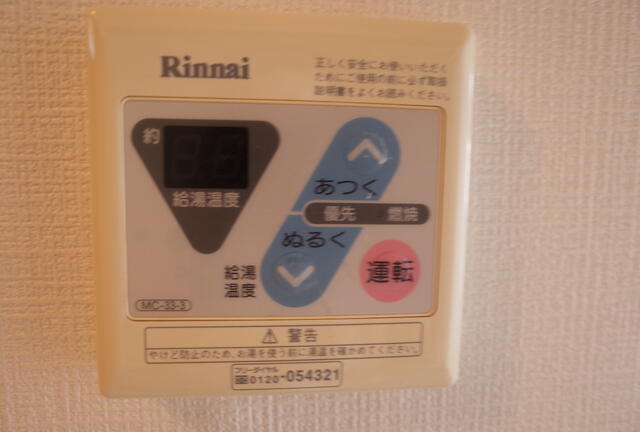 Rinnai
正しく安全にお使いいただく
ためにご使用の前に必ず取扱
説明書をよくお読みください。
約
給湯温度
あつく
優先 燃焼
ぬるく
給湯
温度
運転
MC-33-3
⚠ 警告
やけど防止のため、お湯を使う前に湯温を確かめてください。
フリーダイヤル
0120-054321